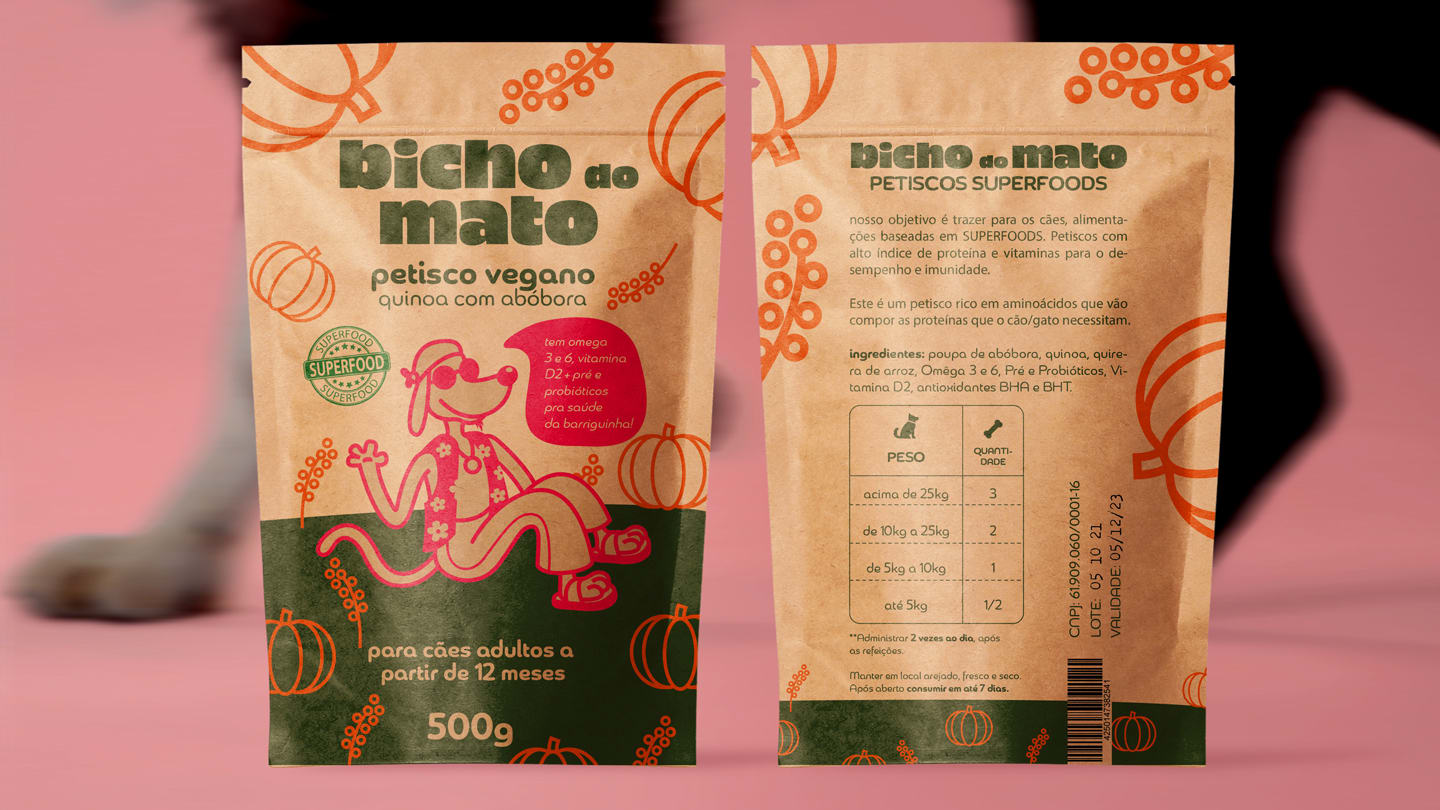 bicho do
mato
petisco vegano
quinoa com abóbora
SUPERFOOD
SUPERFOOD
SUPERFOOD
tem omega
3 e 6, vitamina
D2 + pré e
probióticos
pra saúde
da barriguinha!
para cães adultos a
partir de 12 meses
500g
bicho do mato
PETISCOS SUPERFOODS
nosso objetivo é trazer para os cães, alimenta-
ções baseadas em SUPERFOODS. Petiscos com
alto índice de proteína e vitaminas para o de-
sempenho e imunidade.
Este é um petisco rico em aminoácidos que vão
compor as proteínas que o cão/gato necessitam.
ingredientes: poupa de abóbora, quinoa, quire-
ra de arroz, Omêga 3 e 6, Pré e Probióticos, Vi-
tamina D2, antioxidantes BHA e BHT.
PESO
QUANTI-
DADE
acima de 25kg 3
de 10kg a 25kg 2
de 5kg a 10kg 1
até 5kg 1/2
**Administrar 2 vezes ao dia, após
as refeições.
Manter em local arejado, fresco e seco.
Após aberto consumir em até 7 dias.
CNPJ: 61.909.060/0001-16
LOTE: 05 10 21
VALIDADE: 05/12/23
4250147382541